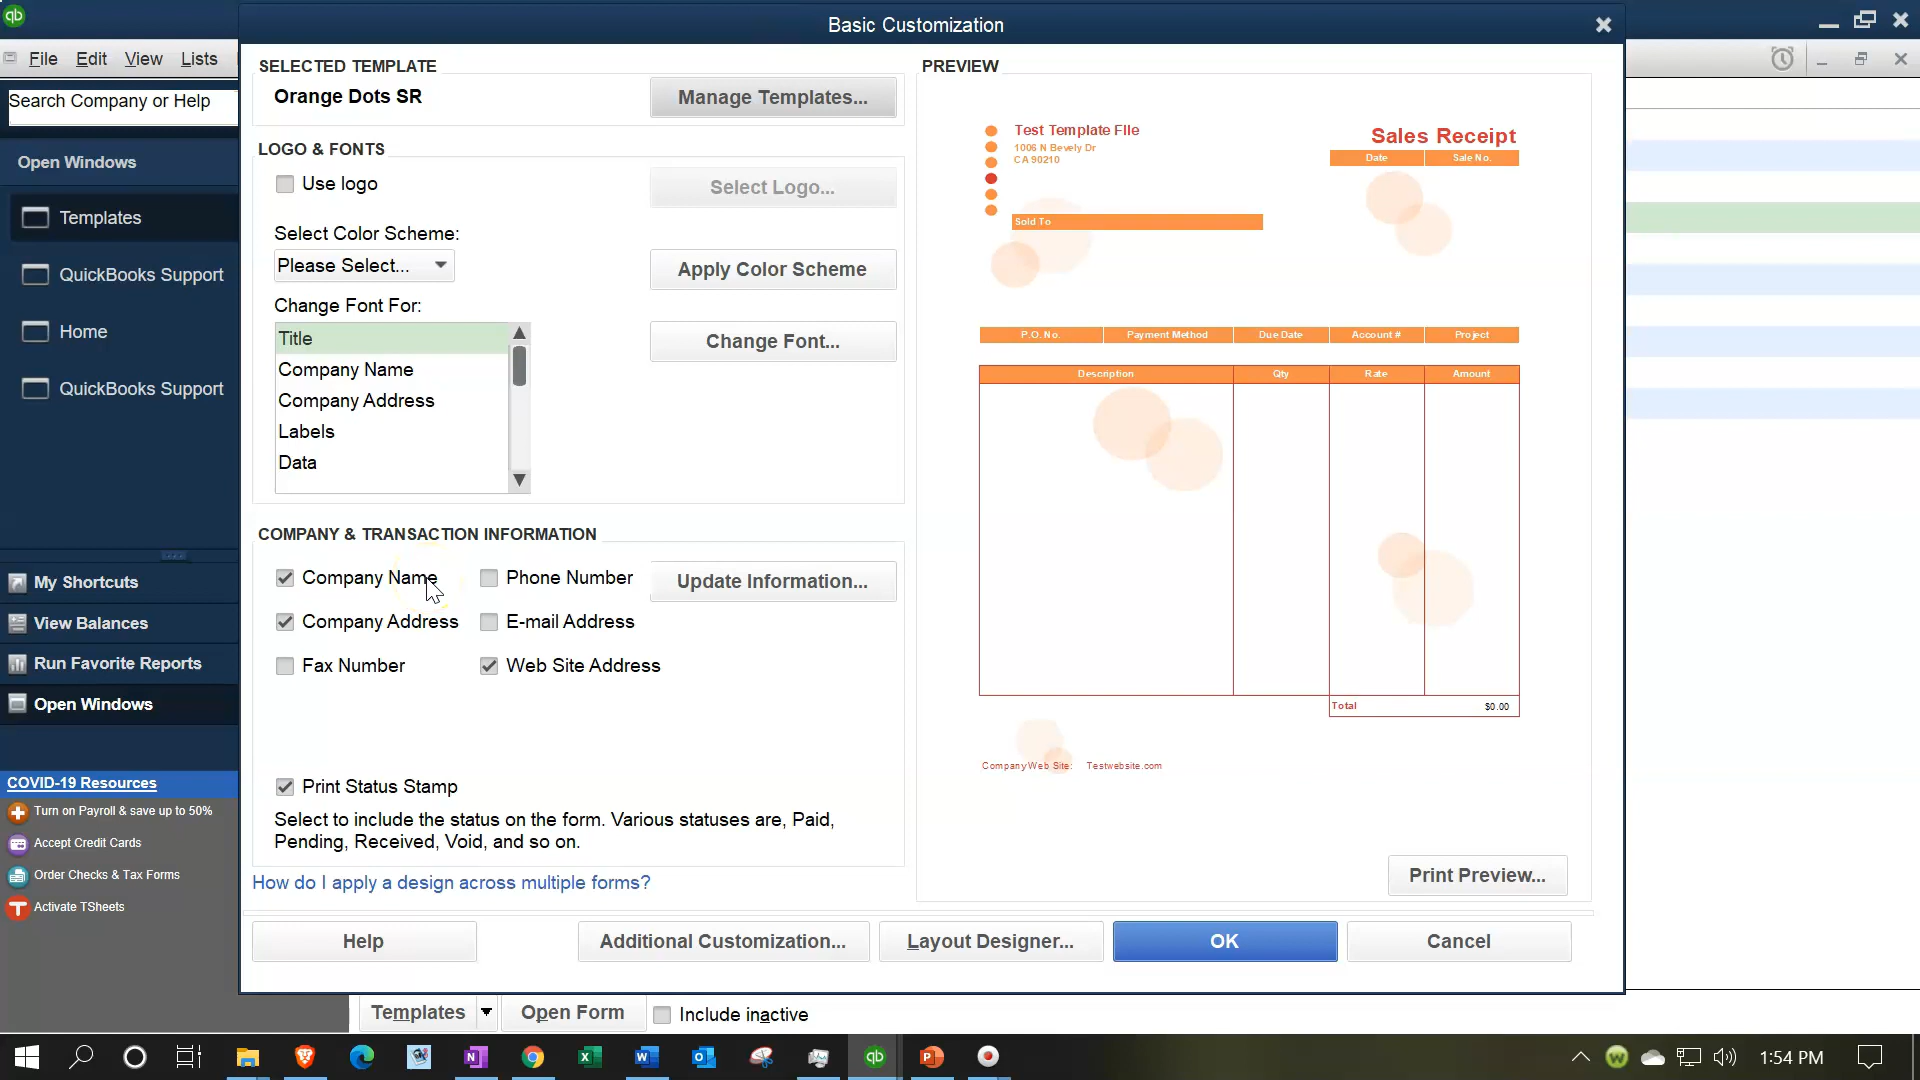 qb
Basic Customization
File Edit View Lists
Search Company or Help
Open Windows
Templates
QuickBooks Support
Home
QuickBooks Support
My Shortcuts
View Balances
Run Favorite Reports
Open Windows
COVID-19 Resources
Turn on Payroll & save up to 50%
Accept Credit Cards
Order Checks & Tax Forms
Activate TSheets
SELECTED TEMPLATE
Orange Dots SR
Manage Templates...
LOGO & FONTS
Use logo
Select Logo...
Select Color Scheme:
Please Select...
Apply Color Scheme
Change Font For:
Title
Company Name
Company Address
Labels
Data
Change Font...
COMPANY & TRANSACTION INFORMATION
Company Name Phone Number
Update Information...
Company Address E-mail Address
Fax Number Web Site Address
Print Status Stamp
Select to include the status on the form. Various statuses are, Paid,
Pending, Received, Void, and so on.
How do I apply a design across multiple forms?
PREVIEW
Test Template FIle
1006 N Bevely Dr
CA 90210
Sales Receipt
Date Sale No.
Sold To
P.O. No. Payment Method Due Date Account # Project
Description Qty Rate Amount
Total $0.00
Company Web Site: Testwebsite.com
Print Preview...
Help Additional Customization... Layout Designer... OK Cancel
Templates Open Form Include inactive
1:54 PM